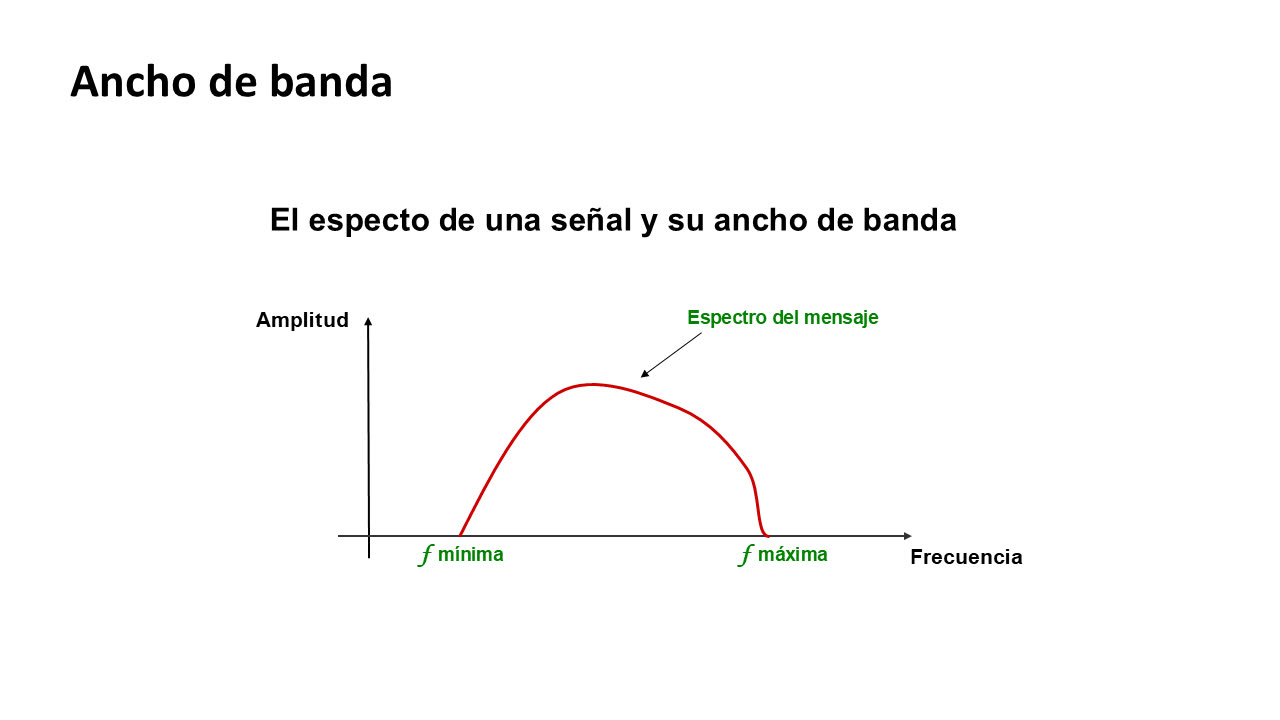 Ancho de banda
El especto de una señal y su ancho de banda
Amplitud
Espectro del mensaje
f mínima
f máxima
Frecuencia